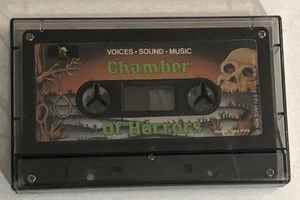 VOICES • SOUND • MUSIC
Chamber
Of Horrors